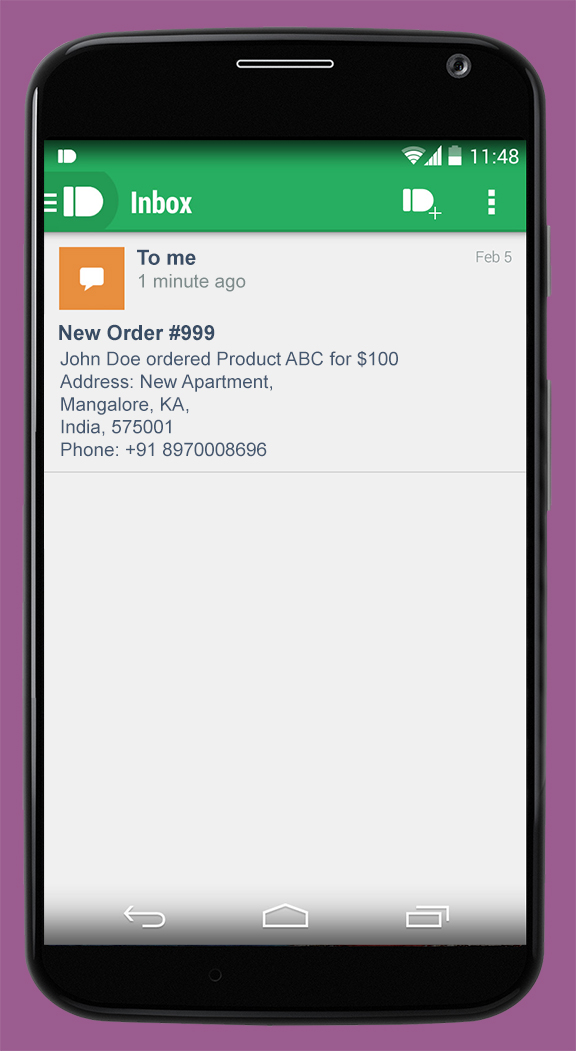 11:48
Inbox
To me
Feb 5
1 minute ago
New Order #999
John Doe ordered Product ABC for $100
Address: New Apartment,
Mangalore, KA,
India, 575001
Phone: +91 8970008696